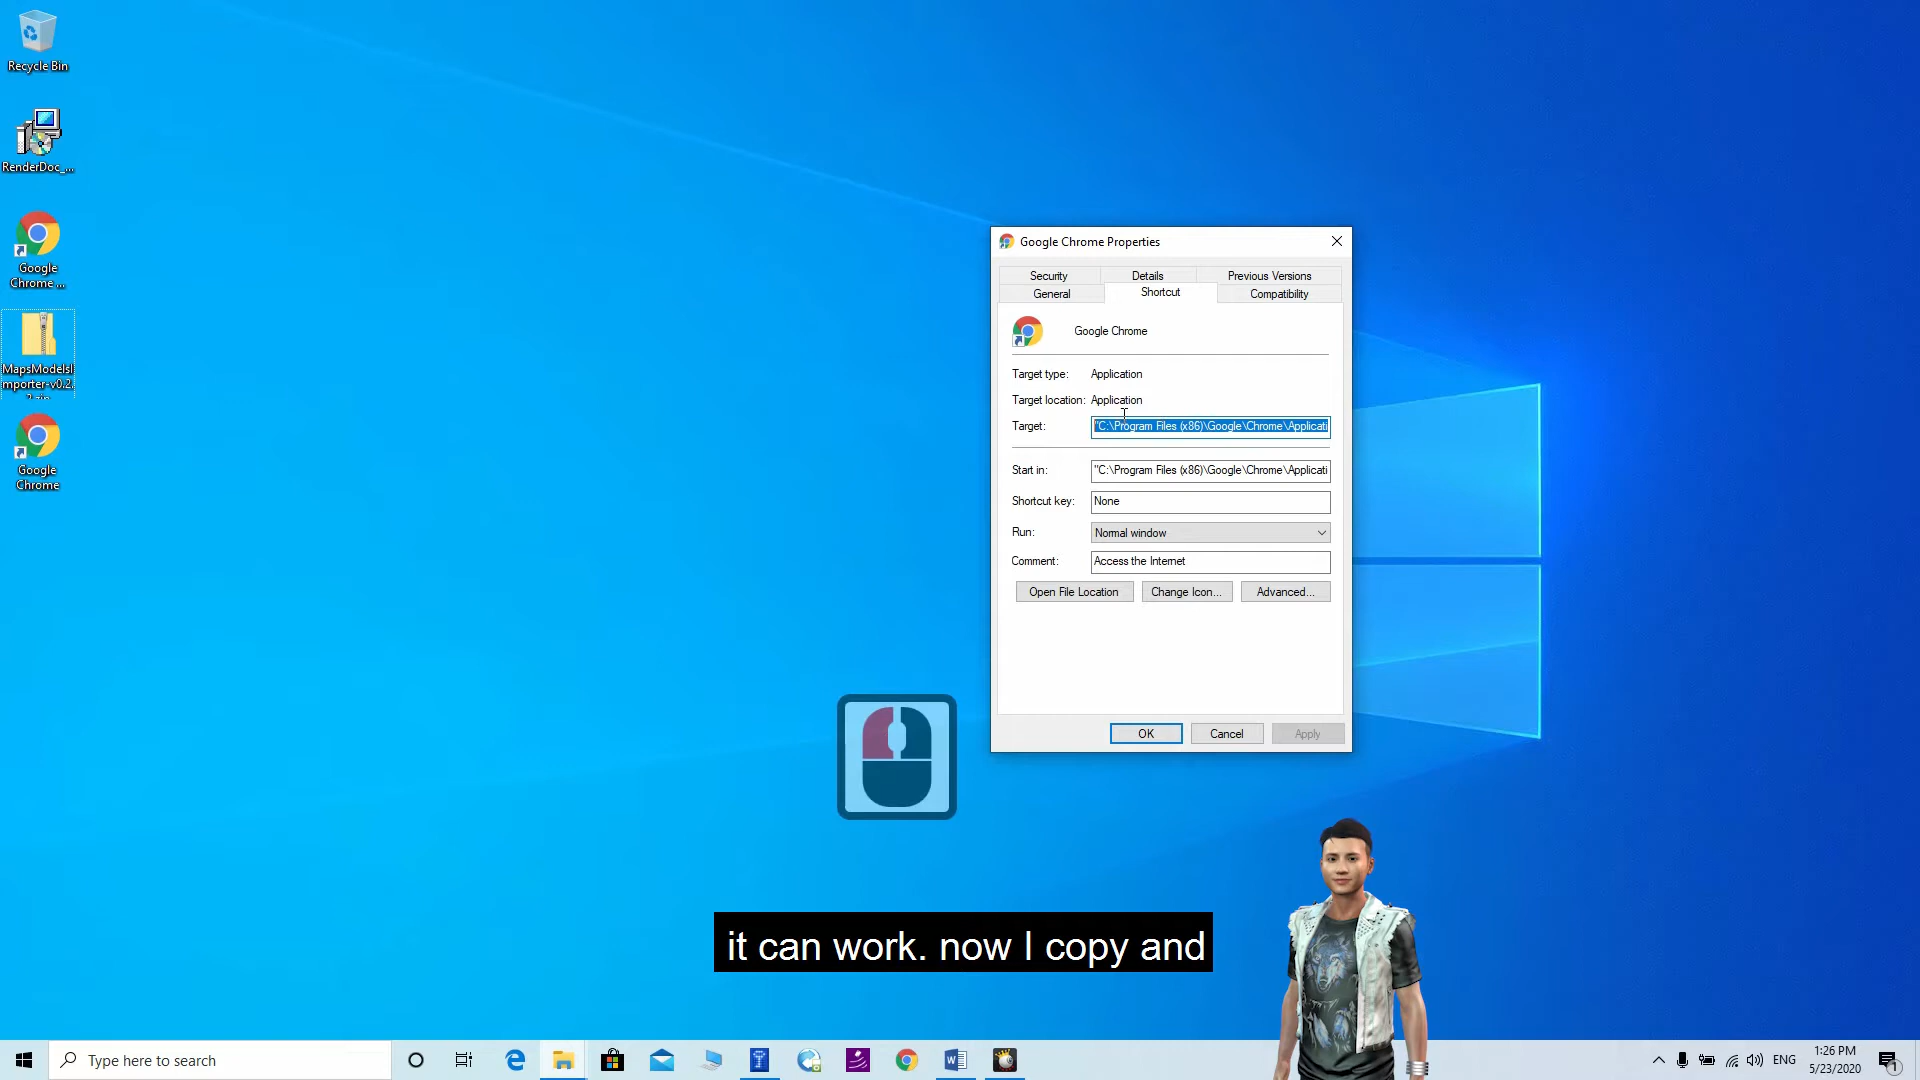 Recycle Bin
RenderDoc_...
Google
Chrome ...
MapsModelsI
mporter-v0.2.
Google
Chrome
Google Chrome Properties
Security Details Previous Versions
General Shortcut Compatibility
Google Chrome
Target type: Application
Target location: Application
Target: "C:\Program Files (x86)\Google\Chrome\Applicati
Start in: "C:\Program Files (x86)\Google\Chrome\Applicati
Shortcut key: None
Run: Normal window
Comment: Access the Internet
Open File Location Change Icon... Advanced...
OK Cancel Apply
it can work. now I copy and
Type here to search
ENG
1:26 PM
5/23/2020
1